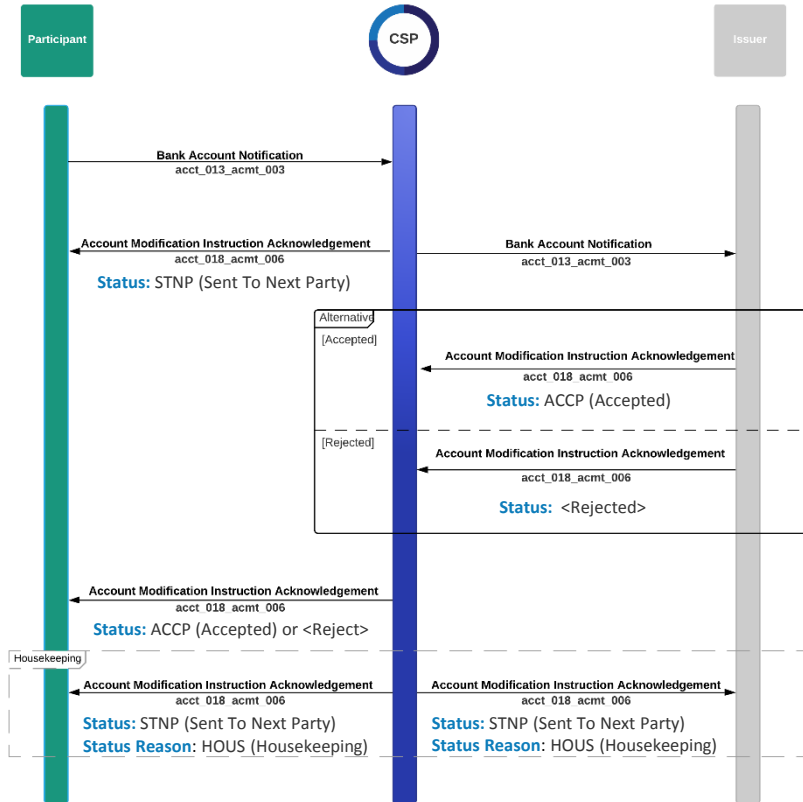 Participant
CSP
Issuer
Bank Account Notification
acct_013_acmt_003
Account Modification Instruction Acknowledgement
acct_018_acmt_006
Status: STNP (Sent To Next Party)
Bank Account Notification
acct_013_acmt_003
Alternative
[Accepted]
Account Modification Instruction Acknowledgement
acct_018_acmt_006
Status: ACCP (Accepted)
[Rejected]
Account Modification Instruction Acknowledgement
acct_018_acmt_006
Status: <Rejected>
Account Modification Instruction Acknowledgement
acct_018_acmt_006
Status: ACCP (Accepted) or <Reject>
Housekeeping
Account Modification Instruction Acknowledgement
acct_018_acmt_006
Status: STNP (Sent To Next Party)
Status Reason: HOUS (Housekeeping)
Account Modification Instruction Acknowledgement
acct_018_acmt_006
Status: STNP (Sent To Next Party)
Status Reason: HOUS (Housekeeping)